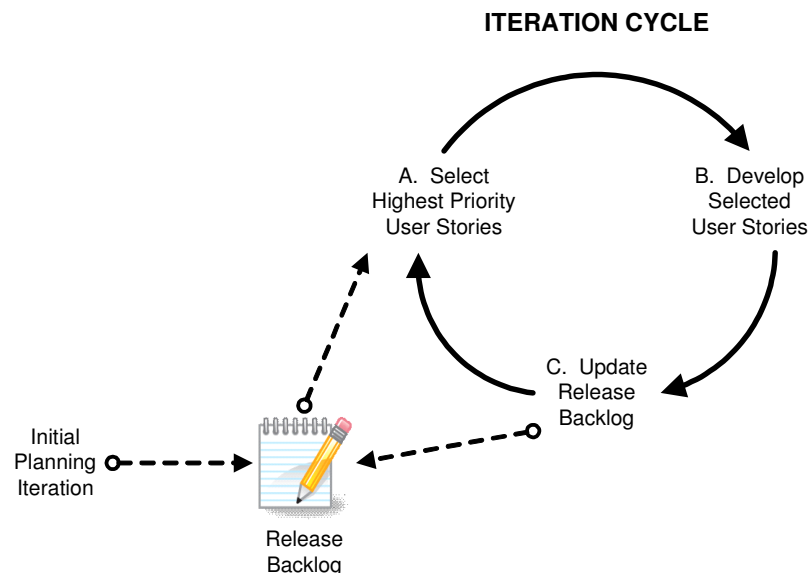 ITERATION CYCLE
A. Select
Highest Priority
User Stories
B. Develop
Selected
User Stories
C. Update
Release
Backlog
Initial
Planning
Iteration
Release
Backlog